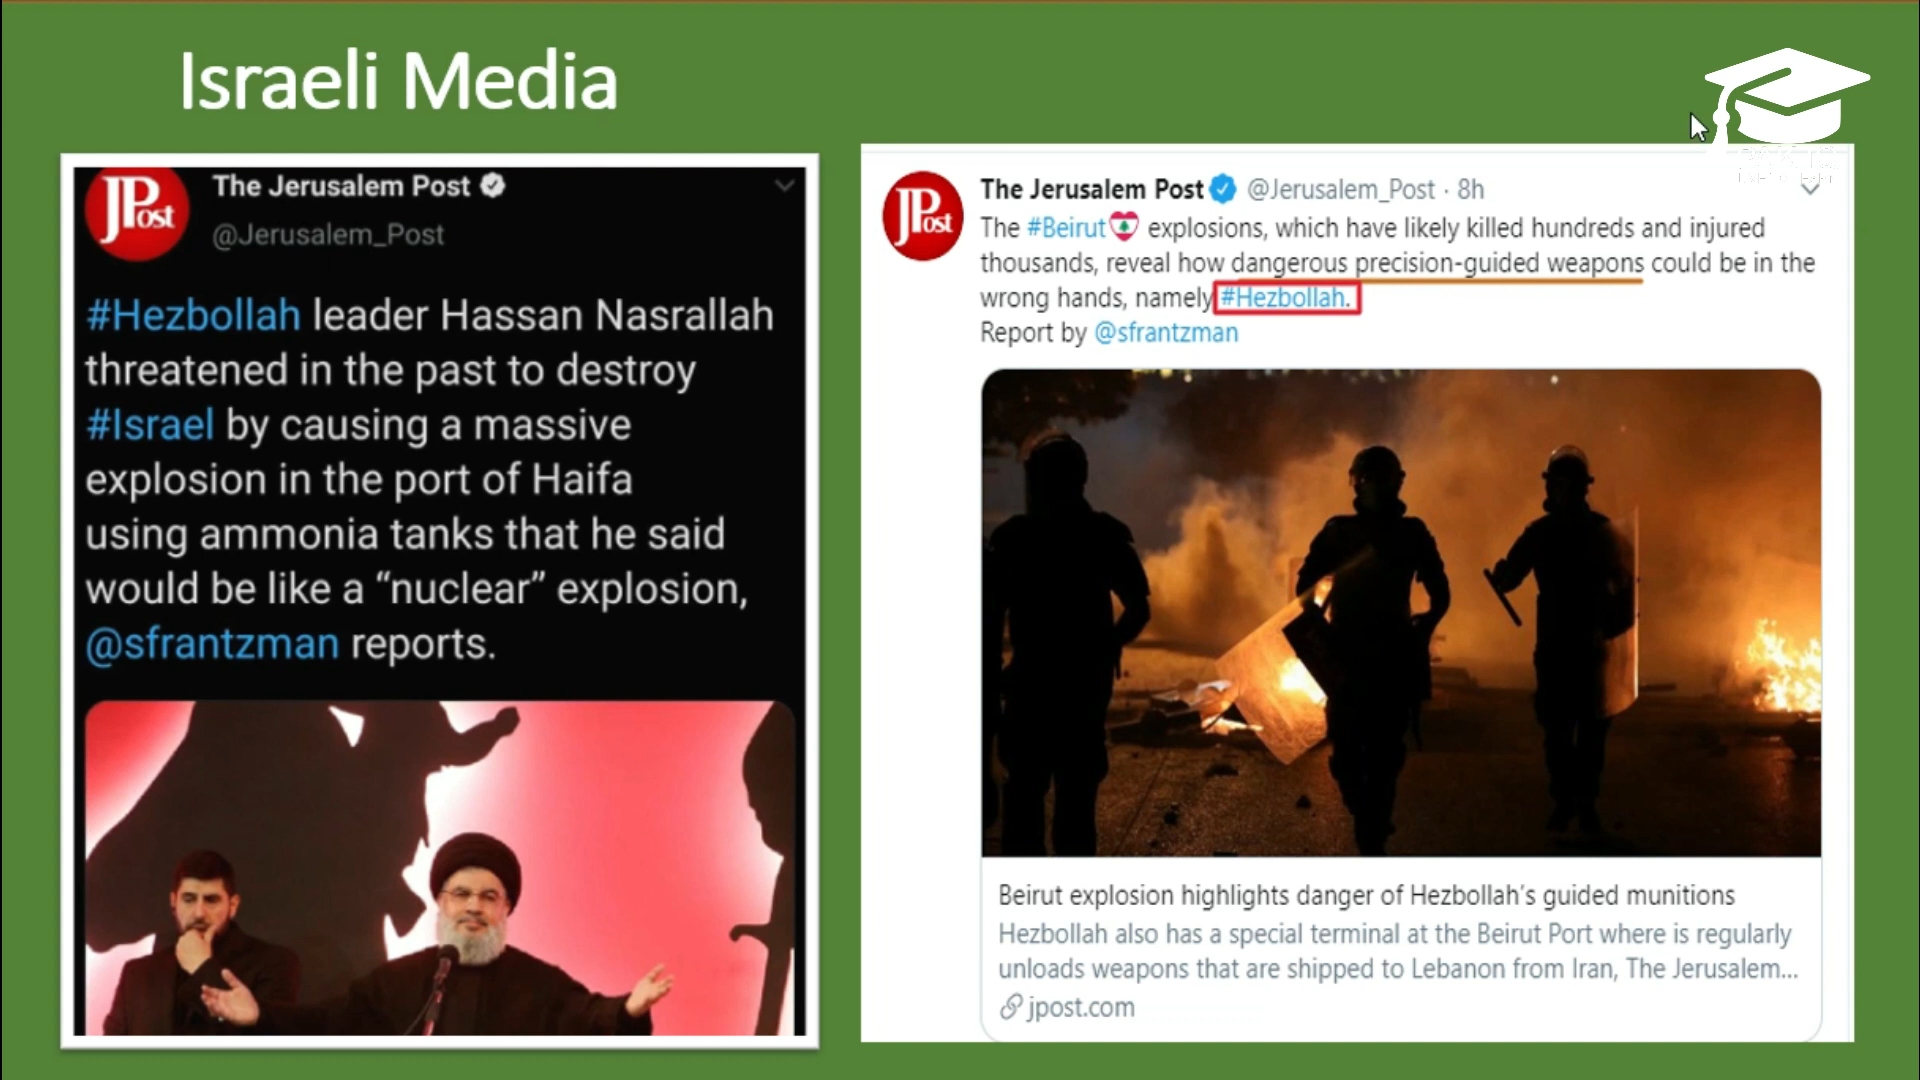 Israeli Media
JPost
The Jerusalem Post
@Jerusalem_Post
#Hezbollah leader Hassan Nasrallah
threatened in the past to destroy
#Israel by causing a massive
explosion in the port of Haifa
using ammonia tanks that he said
would be like a “nuclear” explosion,
@sfrantzman reports.
JPost
The Jerusalem Post @Jerusalem_Post · 8h
The #Beirut explosions, which have likely killed hundreds and injured
thousands, reveal how dangerous precision-guided weapons could be in the
wrong hands, namely #Hezbollah.
Report by @sfrantzman
Beirut explosion highlights danger of Hezbollah's guided munitions
Hezbollah also has a special terminal at the Beirut Port where is regularly
unloads weapons that are shipped to Lebanon from Iran, The Jerusalem...
jpost.com